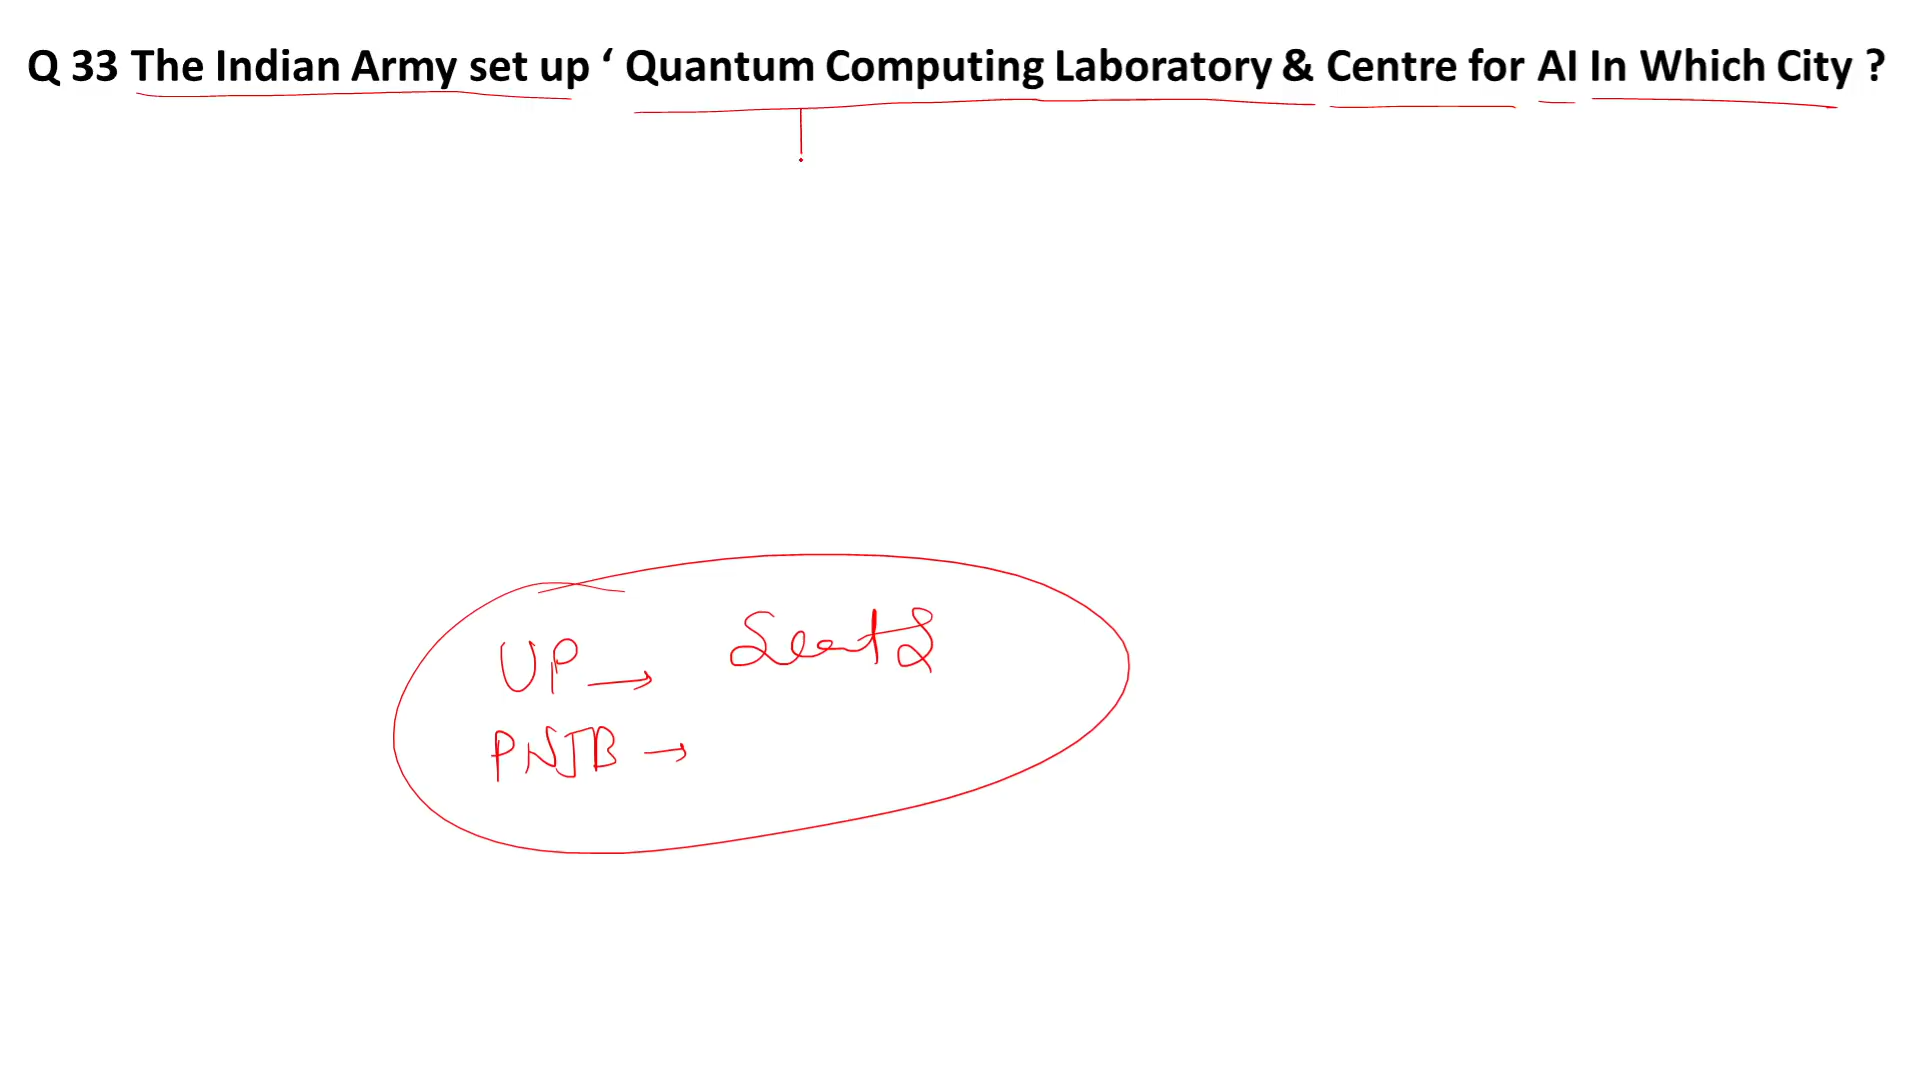 Q 33 The Indian Army set up ‘ Quantum Computing Laboratory & Centre for AI In Which City ?
UP →
PNJB →